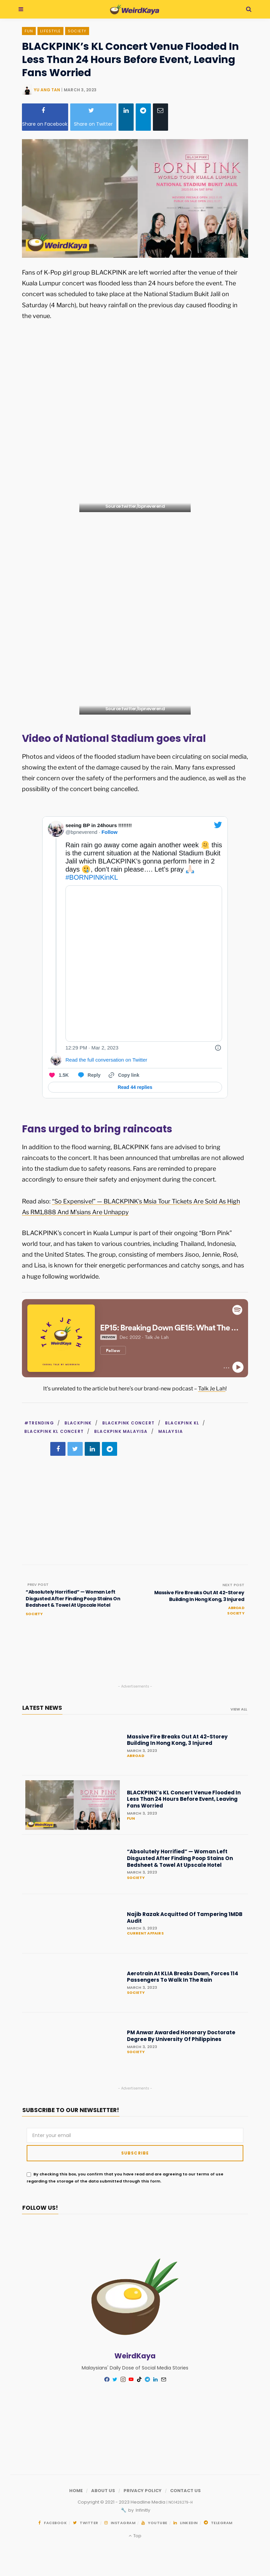 WeirdKaya
FUN LIFESTYLE SOCIETY
BLACKPINK's KL Concert Venue Flooded In
Less Than 24 Hours Before Event, Leaving
Fans Worried
FU ANG TAN | MARCH 3, 2023
Share on Facebook Share on Twitter
BLACKPINK
WORLD TOUR
BORN PINK
KUALA LUMPUR
NATIONAL STADIUM BUKIT JALIL
WeirdKaya
Fans of K-Pop girl group BLACKPINK are left worried after the venue of their
Kuala Lumpur concert was flooded less than 24 hours before the event. The
concert was scheduled to take place at the National Stadium Bukit Jalil on
Saturday (4 March), but heavy rainfall on the previous day caused flooding in
the venue.
Source:Twitter/bpineverend
Source:Twitter/bpineverend
Video of National Stadium goes viral
Photos and videos of the flooded stadium have been circulating on social media,
showing the extent of the damage caused by the rain. Many fans expressed
their concern over the safety of the performers and the audience, as well as the
possibility of the concert being cancelled.
seeing BP in 24hours !!!!!!!!
@bpneverend · Follow
Rain rain go away come again another week 🫠 this
is the current situation at the National Stadium Bukit
Jalil which BLACKPINK's gonna perform here in 2
days 🥲, don't rain please…. Let's pray 🙏🏻
#BORNPINKinKL
12:29 PM · Mar 2, 2023
Read the full conversation on Twitter
1.5K Reply Copy link
Read 44 replies
Fans urged to bring raincoats
In addition to the flood warning, BLACKPINK fans are advised to bring
raincoats to the concert. It has been announced that umbrellas are not allowed
into the stadium due to safety reasons. Fans are encouraged to prepare
accordingly to ensure that they can enjoy the concert safely and comfortably.
Read also: "So Expensive!" — BLACKPINK's Msia Tour Tickets Are Sold As High
As RM1,888 And M'sians Are Unhappy
BLACKPINK's concert in Kuala Lumpur is part of their ongoing "Born Pink"
world tour, and has taken to various countries, including Thailand, Indonesia,
and the United States. The group, consisting of members Jisoo, Jennie, Rosé,
and Lisa, is known for their energetic performances and catchy songs, and has
a huge following worldwide.
TALK JE LAH
EP15: Breaking Down GE15: What The ...
PREVIEW Dec 2022 · Talk Je Lah
Follow
It's unrelated to the article but here's our brand-new podcast – Talk Je Lah!
#TRENDING / BLACKPINK / BLACKPINK CONCERT / BLACKPINK KL /
BLACKPINK KL CONCERT / BLACKPINK MALAYSIA / MALAYSIA
PREV POST
"Absolutely Horrified" — Woman Left
Disgusted After Finding Poop Stains On
Bedsheet & Towel At Upscale Hotel
SOCIETY
NEXT POST
Massive Fire Breaks Out At 42-Storey
Building In Hong Kong, 3 Injured
ABROAD
SOCIETY
- Advertisements -
LATEST NEWS
VIEW ALL
Massive Fire Breaks Out At 42-Storey
Building In Hong Kong, 3 Injured
MARCH 3, 2023
ABROAD
BLACKPINK's KL Concert Venue Flooded In
Less Than 24 Hours Before Event, Leaving
Fans Worried
MARCH 3, 2023
FUN
"Absolutely Horrified" — Woman Left
Disgusted After Finding Poop Stains On
Bedsheet & Towel At Upscale Hotel
MARCH 3, 2023
SOCIETY
Najib Razak Acquitted Of Tampering 1MDB
Audit
MARCH 3, 2023
CURRENT AFFAIRS
Aerotrain At KLIA Breaks Down, Forces 114
Passengers To Walk In The Rain
MARCH 3, 2023
SOCIETY
PM Anwar Awarded Honorary Doctorate
Degree By University Of Philippines
MARCH 3, 2023
SOCIETY
- Advertisements -
SUBSCRIBE TO OUR NEWSLETTER!
Enter your email
SUBSCRIBE
By checking this box, you confirm that you have read and are agreeing to our terms of use
regarding the storage of the data submitted through this form.
FOLLOW US!
WeirdKaya
Malaysians' Daily Dose of Social Media Stories
HOME / ABOUT US / PRIVACY POLICY / CONTACT US
by Infinitly
FACEBOOK / TWITTER / INSTAGRAM / YOUTUBE / LINKEDIN / TELEGRAM
Top